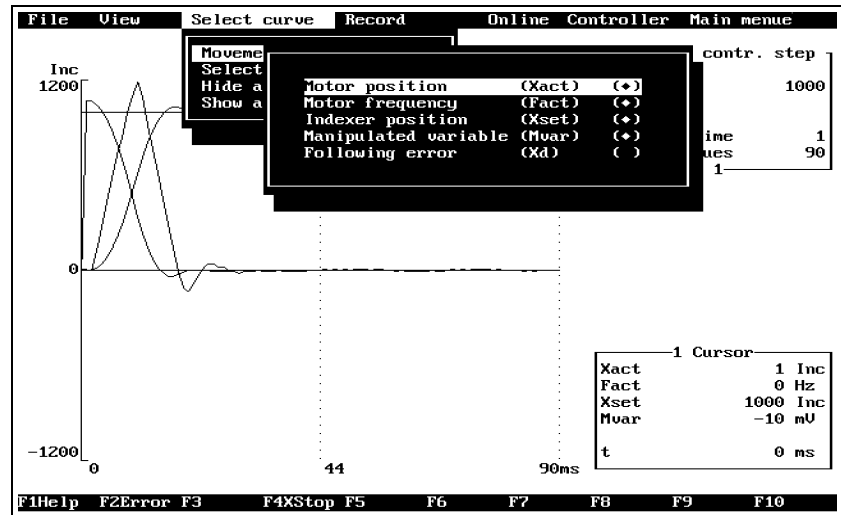 File View Select curve Record Online Controller Main menue
Moveme
Select
Hide a
Show a
Motor position (Xact) (♦)
Motor frequency (Fact) (♦)
Indexer position (Xset) (♦)
Manipulated variable (Mvar) (♦)
Following error (Xd) ( )
contr. step
1000
ime 1
ues 90
1
Inc
1200
0
-1200
0 44 90ms
1 Cursor
Xact 1 Inc
Fact 0 Hz
Xset 1000 Inc
Mvar -10 mV
t 0 ms
F1Help F2Error F3 F4XStop F5 F6 F7 F8 F9 F10